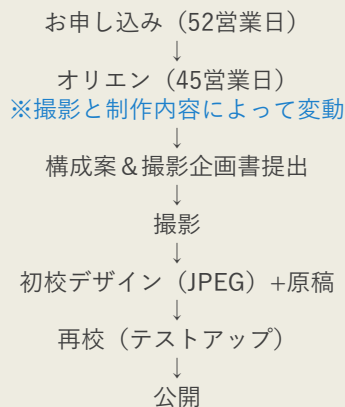 お申し込み（52営業日）
↓
オリエン（45営業日）
※撮影と制作内容によって変動
↓
構成案＆撮影企画書提出
↓
撮影
↓
初校デザイン（JPEG）+原稿
↓
再校（テストアップ）
↓
公開